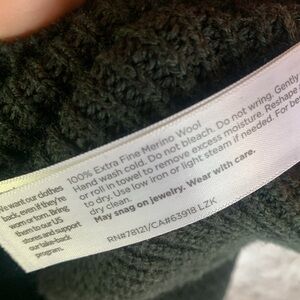 We want our clothes
back, even if they're
worn or torn. Bring
them to our US
stores and support
our take-back
program.
100% Extra Fine Merino Wool
Hand wash cold. Do not bleach. Do not wring. Gently
or roll in towel to remove excess moisture. Reshape
to dry. Use low iron or light steam if needed. For be
dry clean.
May snag on jewelry. Wear with care.
RN#78121/CA#63918 LZK